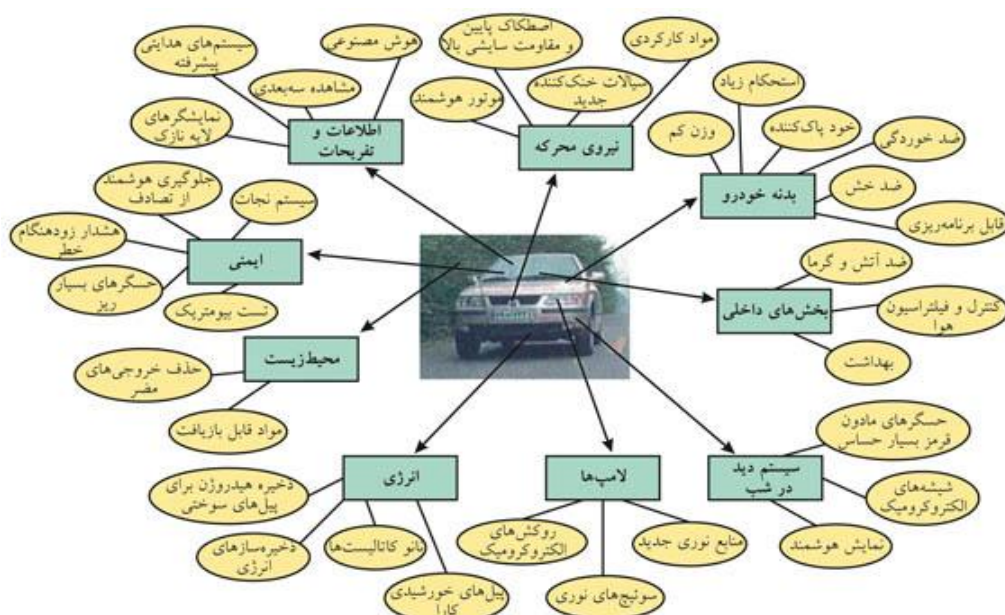 اطلاعات و
تفریحات
سیستم‌های هدایتی
پیشرفته
هوش مصنوعی
مشاهده سه‌بعدی
نمایشگرهای
لایه نازک
نیروی محرکه
اصطکاک پایین
و مقاومت سایشی بالا
مواد کارکردی
سیالات خنک‌کننده
جدید
موتور هوشمند
بدنه خودرو
استحکام زیاد
وزن کم
خود پاک‌کننده
ضد خوردگی
ضد خش
قابل برنامه‌ریزی
بخش‌های داخلی
ضد آتش و گرما
کنترل و فیلتراسیون
هوا
بهداشت
سیستم دید
در شب
حسگرهای مادون
قرمز بسیار حساس
شیشه‌های
الکتروکرومیک
نمایش هوشمند
لامپ‌ها
روکش‌های
الکتروکرومیک
منابع نوری جدید
سوئیچ‌های نوری
انرژی
ذخیره هیدروژن برای
پیل‌های سوختی
ذخیره‌سازهای
انرژی
نانو کاتالیست‌ها
پیل‌های خورشیدی
کارا
محیط‌زیست
حذف خروجی‌های
مضر
مواد قابل بازیافت
ایمنی
جلوگیری هوشمند
از تصادف
سیستم نجات
هشدار زودهنگام
خطر
حسگرهای بسیار
ریز
تست بیومتریک